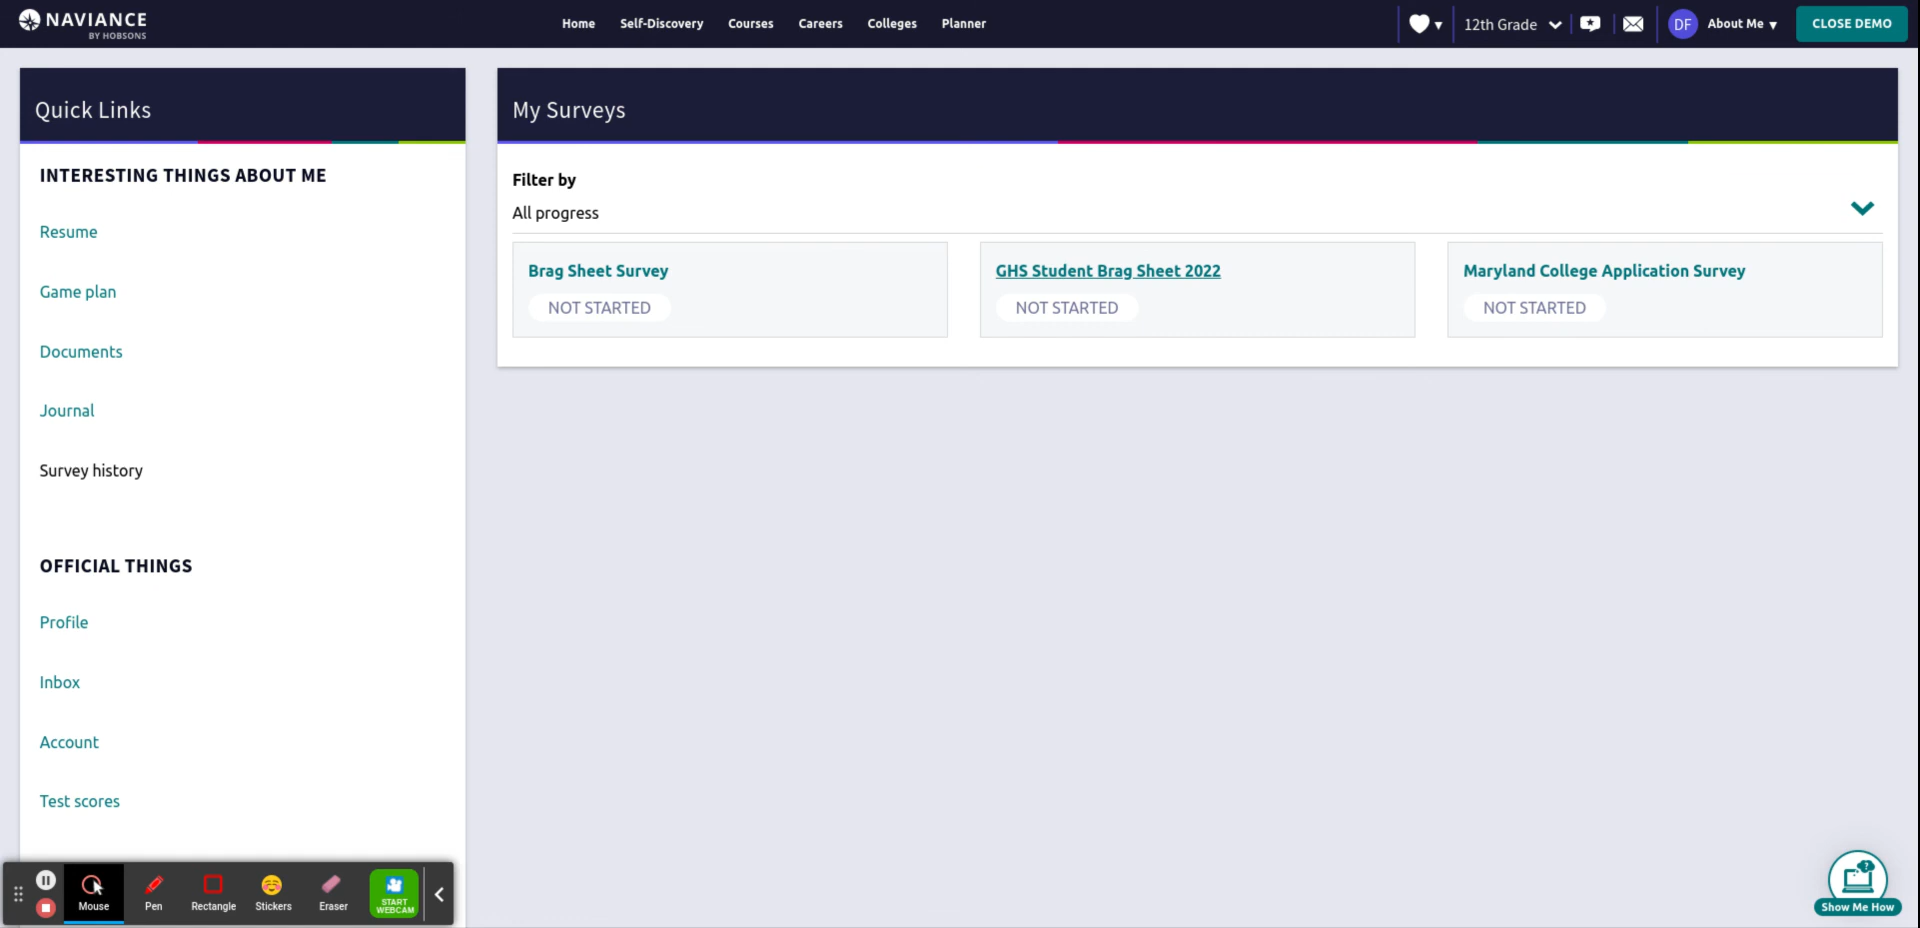 NAVIANCE
BY HOBSONS
Home Self-Discovery Courses Careers Colleges Planner
12th Grade
DF About Me
CLOSE DEMO
Quick Links
INTERESTING THINGS ABOUT ME
Resume
Game plan
Documents
Journal
Survey history
OFFICIAL THINGS
Profile
Inbox
Account
Test scores
My Surveys
Filter by
All progress
Brag Sheet Survey
NOT STARTED
GHS Student Brag Sheet 2022
NOT STARTED
Maryland College Application Survey
NOT STARTED
Mouse Pen Rectangle Stickers Eraser
START
WEBCAM
?
Show Me How